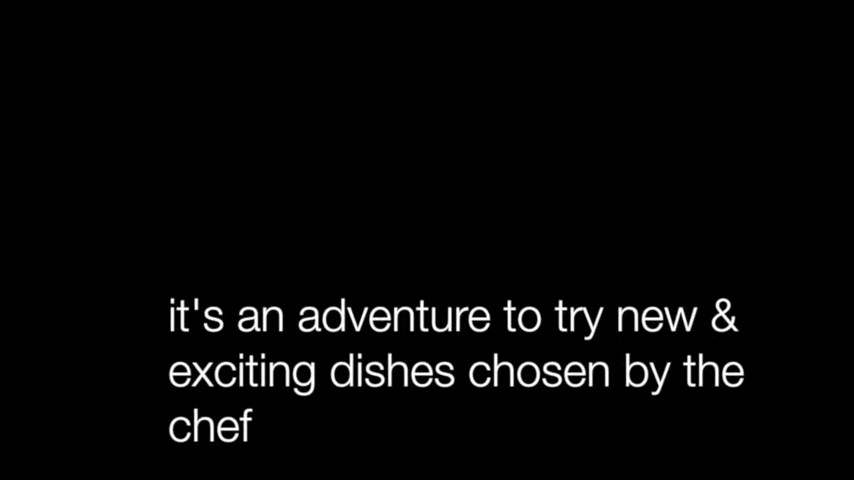 it's an adventure to try new &
exciting dishes chosen by the
chef